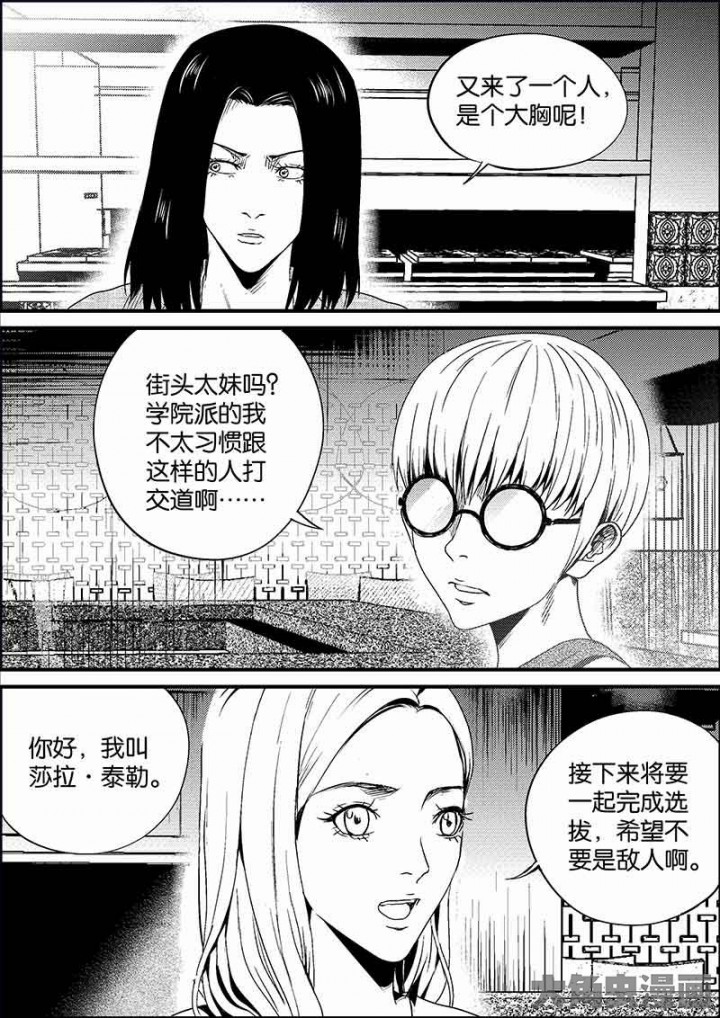 又来了一个人，
是个大胸呢！
街头太妹吗？
学院派的我
不太习惯跟
这样的人打
交道啊……
你好，我叫
莎拉·泰勒。
接下来将要
一起完成选
拔，希望不
要是敌人啊。